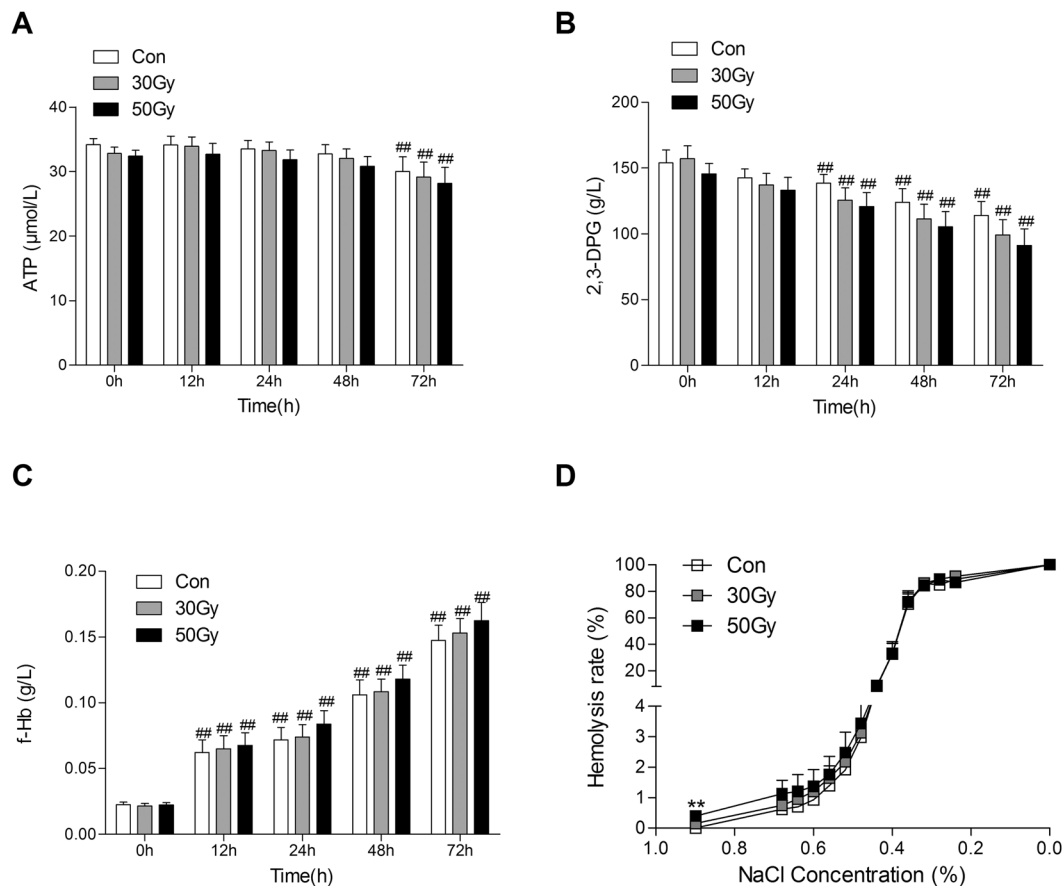 A
Con
30Gy
50Gy
40
30
20
10
0
ATP (μmol/L)
## ## ##
0h 12h 24h 48h 72h
Time(h)
B
Con
30Gy
50Gy
200
150
100
50
0
2,3-DPG (g/L)
## ## ## ## ## ## ## ## ##
0h 12h 24h 48h 72h
Time(h)
C
Con
30Gy
50Gy
0.20
0.15
0.10
0.05
0.00
f-Hb (g/L)
## ## ## ## ## ## ## ## ## ## ## ##
0h 12h 24h 48h 72h
Time(h)
D
Con
30Gy
50Gy
100
80
60
40
20
4
3
2
1
0
Hemolysis rate (%)
**
1.0 0.8 0.6 0.4 0.2 0.0
NaCl Concentration (%)